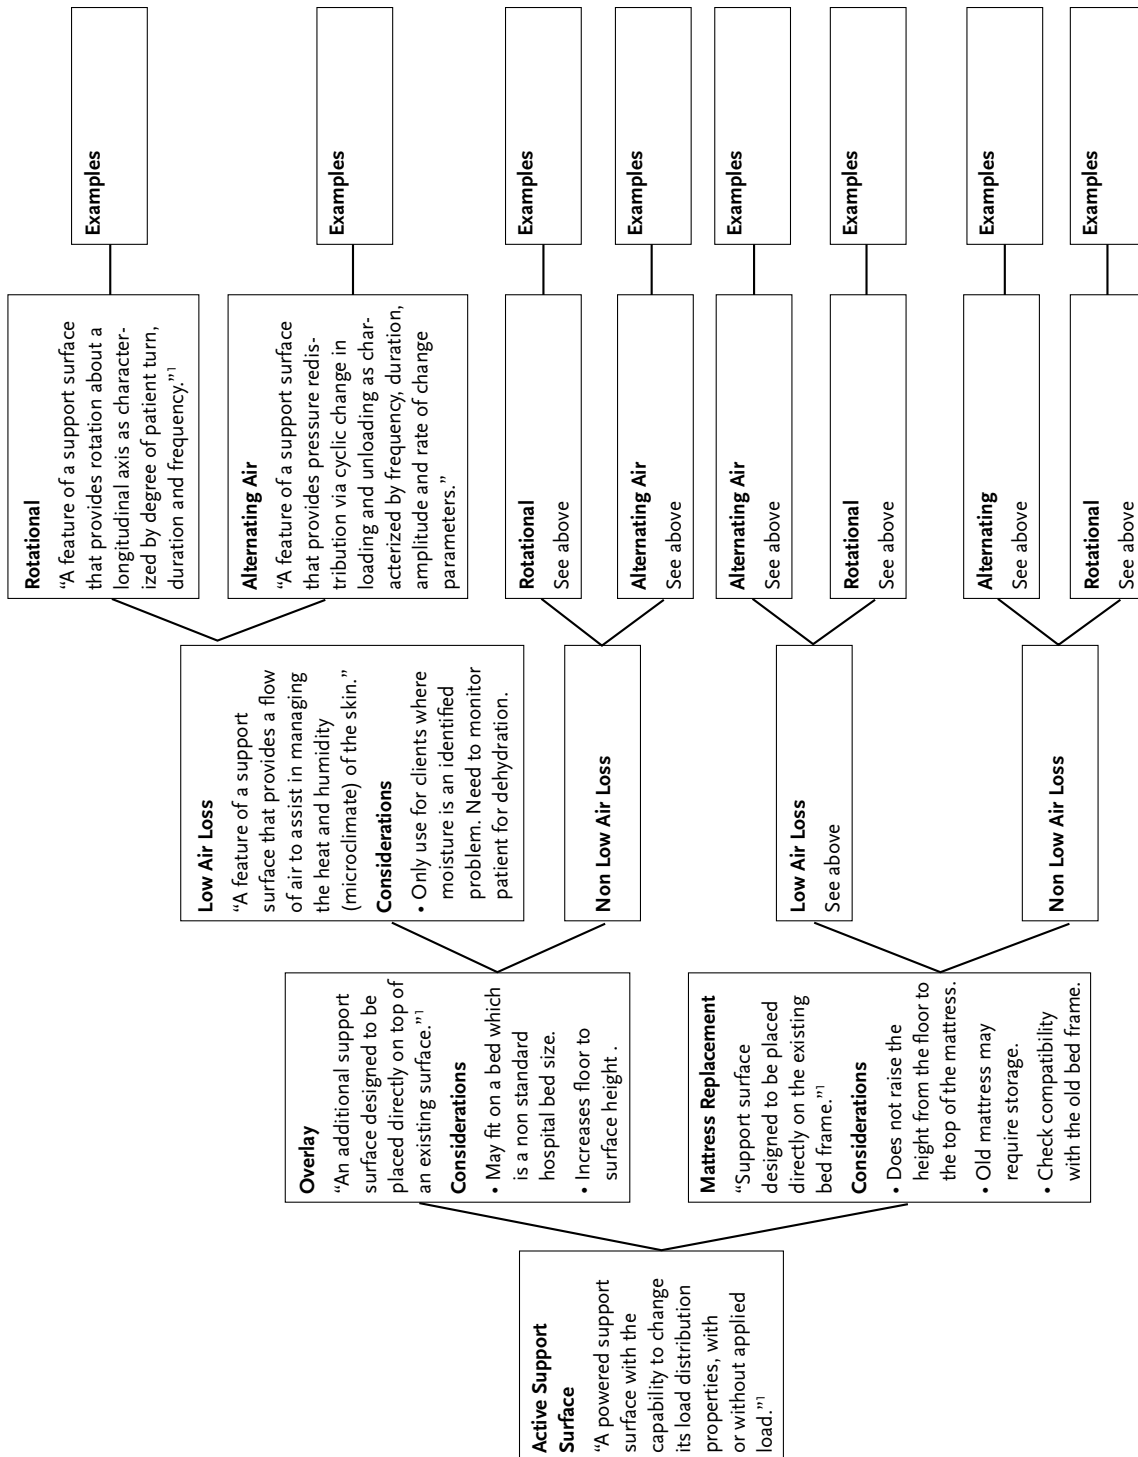 Active Support
Surface
“A powered support
surface with the
capability to change
its load distribution
properties, with
or without applied
load.”1
Overlay
“An additional support
surface designed to be
placed directly on top of
an existing surface.”1
Considerations
• May fit on a bed which
is a non standard
hospital bed size.
• Increases floor to
surface height .
Mattress Replacement
“Support surface
designed to be placed
directly on the existing
bed frame.”1
Considerations
• Does not raise the
height from the floor to
the top of the mattress.
• Old mattress may
require storage.
• Check compatibility
with the old bed frame.
Low Air Loss
“A feature of a support
surface that provides a flow
of air to assist in managing
the heat and humidity
(microclimate) of the skin.”
Considerations
• Only use for clients where
moisture is an identified
problem. Need to monitor
patient for dehydration.
Non Low Air Loss
Low Air Loss
See above
Non Low Air Loss
Rotational
“A feature of a support surface
that provides rotation about a
longitudinal axis as character-
ized by degree of patient turn,
duration and frequency.”1
Alternating Air
“A feature of a support surface
that provides pressure redis-
tribution via cyclic change in
loading and unloading as char-
acterized by frequency, duration,
amplitude and rate of change
parameters.”
Rotational
See above
Alternating Air
See above
Alternating Air
See above
Rotational
See above
Alternating
See above
Rotational
See above
Examples
Examples
Examples
Examples
Examples
Examples
Examples
Examples